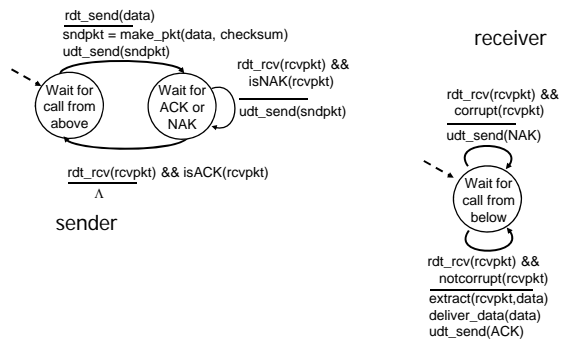 rdt_send(data)
sndpkt = make_pkt(data, checksum)
udt_send(sndpkt)
Wait for
call from
above
Wait for
ACK or
NAK
rdt_rcv(rcvpkt) &&
isNAK(rcvpkt)
udt_send(sndpkt)
rdt_rcv(rcvpkt) && isACK(rcvpkt)
Λ
sender
receiver
rdt_rcv(rcvpkt) &&
corrupt(rcvpkt)
udt_send(NAK)
Wait for
call from
below
rdt_rcv(rcvpkt) &&
notcorrupt(rcvpkt)
extract(rcvpkt,data)
deliver_data(data)
udt_send(ACK)